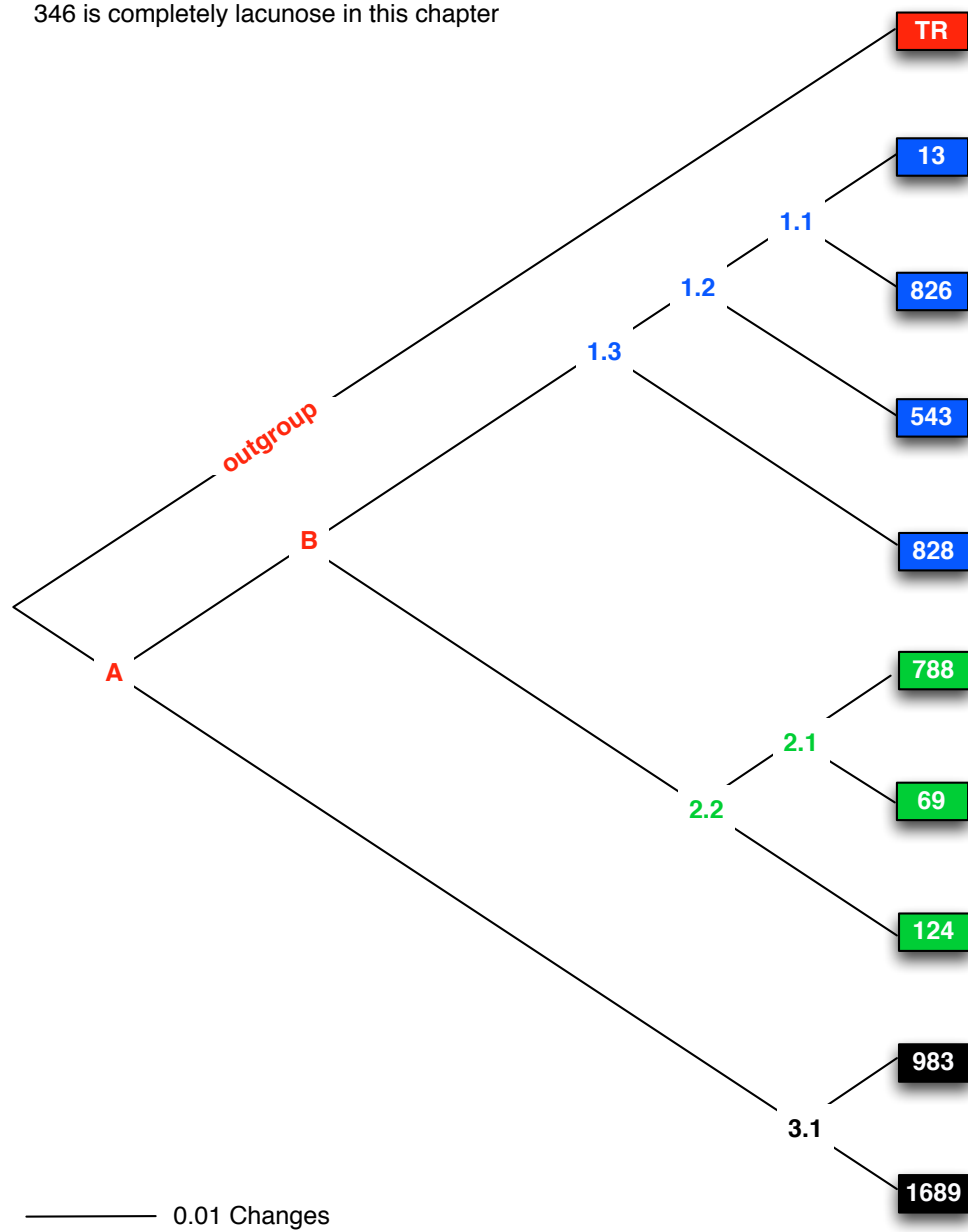 346 is completely lacunose in this chapter
TR
13
1.1
826
1.2
1.3
543
outgroup
B
828
A
788
2.1
69
2.2
124
983
3.1
1689
0.01 Changes